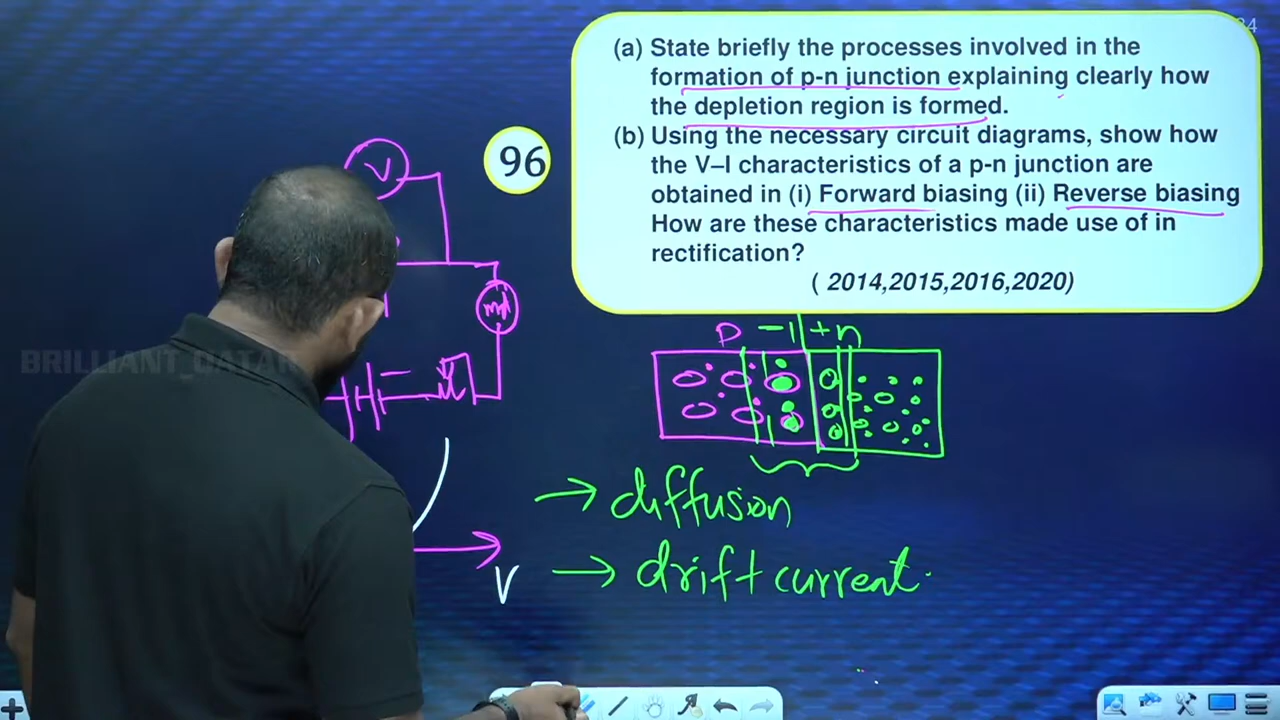 (a) State briefly the processes involved in the
formation of p-n junction explaining clearly how
the depletion region is formed.
(b) Using the necessary circuit diagrams, show how
the V–I characteristics of a p-n junction are
obtained in (i) Forward biasing (ii) Reverse biasing
How are these characteristics made use of in
rectification?
( 2014,2015,2016,2020)
96
V
mA
P - + n
BRILLIANT_QATAR
→ diffusion
→ drift current.
V